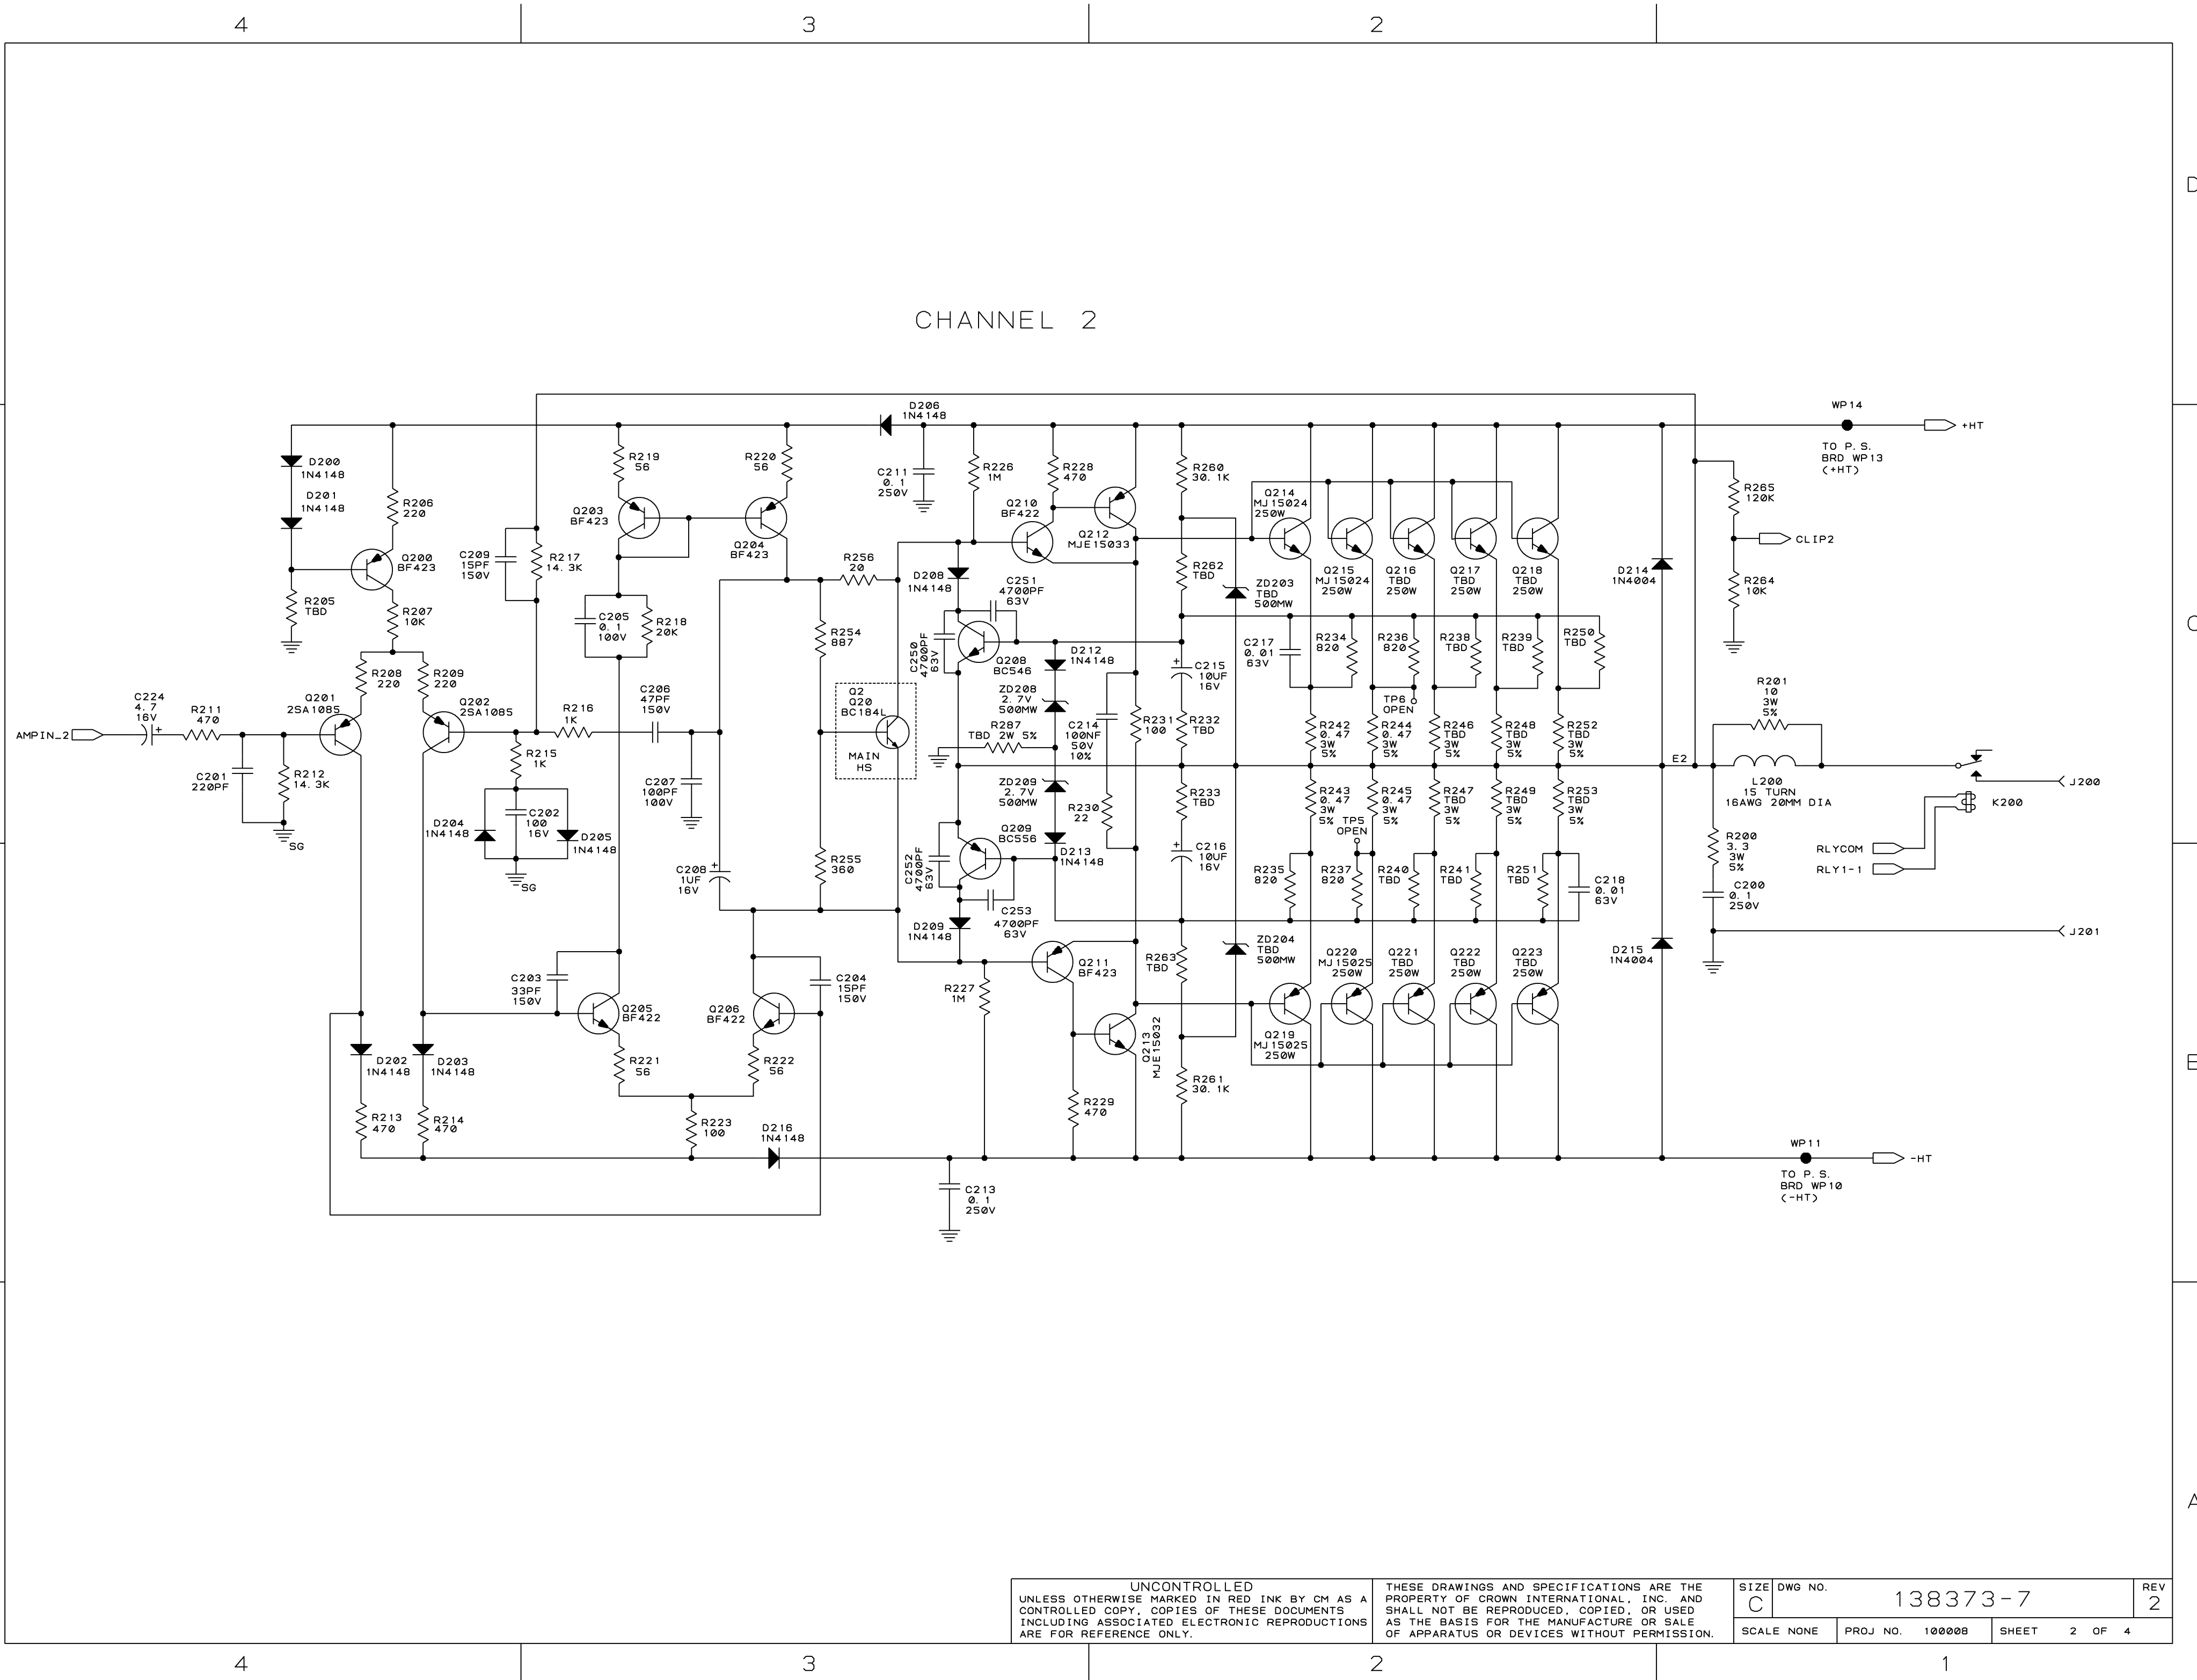 4
3
2
D
CHANNEL 2
D206
1N4148
WP14
+HT
TO P.S.
BRD WP13
(+HT)
D200
1N4148
D201
1N4148
R206
220
Q200
BF423
R205
TBD
R207
10K
R208
220
R209
220
C209
15PF
150V
R217
14.3K
R219
56
R220
56
Q203
BF423
Q204
BF423
C205
0.1
100V
R218
20K
R256
20
R254
887
C211
0.1
250V
R226
1M
R228
470
Q210
BF422
Q212
MJE15033
R260
30.1K
R262
TBD
ZD203
TBD
500MW
Q214
MJ15024
250W
Q215
MJ15024
250W
Q216
TBD
250W
Q217
TBD
250W
Q218
TBD
250W
D214
1N4004
R265
120K
CLIP2
R264
10K
C
D208
1N4148
C251
4700PF
63V
C250
4700PF
63V
Q208
BC546
D212
1N4148
ZD208
2.7V
500MW
R287
TBD 2W 5%
C214
100NF
50V
10%
R231
100
C215
10UF
16V
R232
TBD
C217
0.01
63V
R234
820
R236
820
R238
TBD
R239
TBD
R250
TBD
TP6
OPEN
R242
0.47
3W
5%
R244
0.47
3W
5%
R246
TBD
3W
5%
R248
TBD
3W
5%
R252
TBD
3W
5%
R201
10
3W
5%
AMPIN_2
C224
4.7
16V
R211
470
C201
220PF
R212
14.3K
SG
Q201
2SA1085
Q202
2SA1085
R216
1K
C206
47PF
150V
R215
1K
C207
100PF
100V
D204
1N4148
C202
100
16V
D205
1N4148
SG
Q2
Q20
BC184L
MAIN
HS
C208
1UF
16V
R255
360
ZD209
2.7V
500MW
Q209
BC556
D213
1N4148
C252
4700PF
63V
C253
4700PF
63V
D209
1N4148
R230
22
R233
TBD
C216
10UF
16V
R243
0.47
3W
5%
R245
0.47
3W
5%
R247
TBD
3W
5%
R249
TBD
3W
5%
R253
TBD
3W
5%
TP5
OPEN
E2
L200
15 TURN
16AWG 20MM DIA
J200
K200
RLYCOM
RLY1-1
R200
3.3
3W
5%
C200
0.1
250V
J201
R235
820
R237
820
R240
TBD
R241
TBD
R251
TBD
C218
0.01
63V
C203
33PF
150V
Q205
BF422
Q206
BF422
C204
15PF
150V
R227
1M
Q211
BF423
R263
TBD
ZD204
TBD
500MW
Q213
MJE15032
Q219
MJ15025
250W
Q220
MJ15025
250W
Q221
TBD
250W
Q222
TBD
250W
Q223
TBD
250W
D215
1N4004
B
D202
1N4148
D203
1N4148
R221
56
R222
56
R213
470
R214
470
R223
100
D216
1N4148
R229
470
R261
30.1K
C213
0.1
250V
WP11
-HT
TO P.S.
BRD WP10
(-HT)
A
UNCONTROLLED
UNLESS OTHERWISE MARKED IN RED INK BY CM AS A
CONTROLLED COPY, COPIES OF THESE DOCUMENTS
INCLUDING ASSOCIATED ELECTRONIC REPRODUCTIONS
ARE FOR REFERENCE ONLY.
THESE DRAWINGS AND SPECIFICATIONS ARE THE
PROPERTY OF CROWN INTERNATIONAL, INC. AND
SHALL NOT BE REPRODUCED, COPIED, OR USED
AS THE BASIS FOR THE MANUFACTURE OR SALE
OF APPARATUS OR DEVICES WITHOUT PERMISSION.
SIZE
C
DWG NO.
138373-7
REV
2
SCALE NONE
PROJ NO. 100008
SHEET 2 OF 4
4
3
2
1